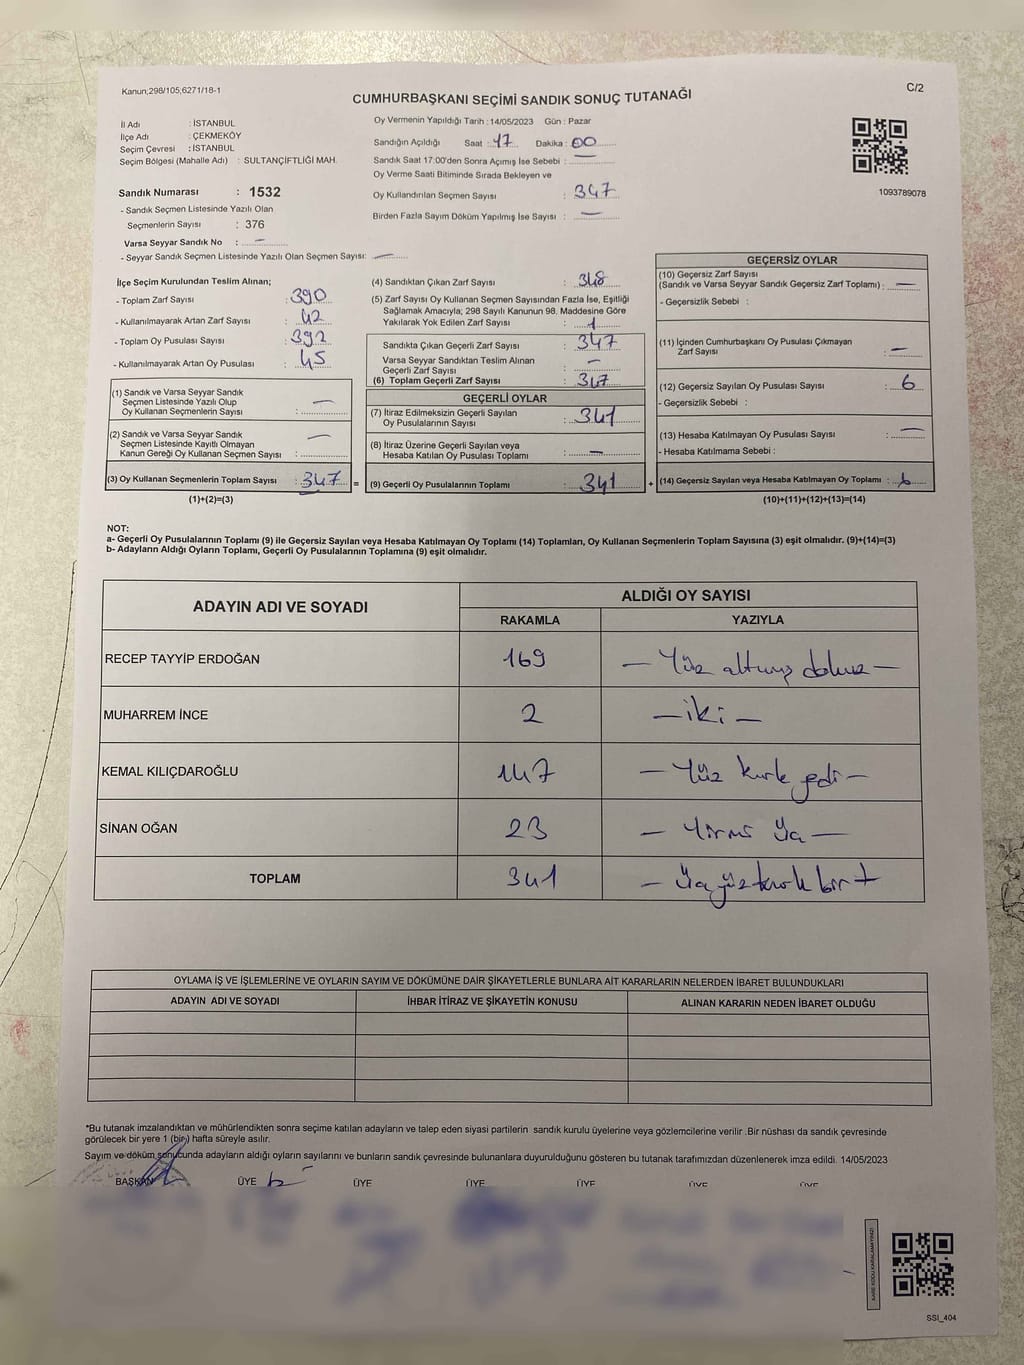 Kanun;298/105;6271/18-1
C/2
CUMHURBAŞKANI SEÇİMİ SANDIK SONUÇ TUTANAĞI
İl Adı : İSTANBUL
İlçe Adı : ÇEKMEKÖY
Seçim Çevresi : İSTANBUL
Seçim Bölgesi (Mahalle Adı) : SULTANÇİFTLİĞİ MAH.
Sandık Numarası : 1532
- Sandık Seçmen Listesinde Yazılı Olan
Seçmenlerin Sayısı : 376
Varsa Seyyar Sandık No : —
- Seyyar Sandık Seçmen Listesinde Yazılı Olan Seçmen Sayısı: —
Oy Vermenin Yapıldığı Tarih : 14/05/2023 Gün : Pazar
Sandığın Açıldığı Saat : 17 Dakika : 00
Sandık Saat 17:00'den Sonra Açımış İse Sebebi : —
Oy Verme Saati Bitiminde Sırada Bekleyen ve
Oy Kullandırılan Seçmen Sayısı : 347
Birden Fazla Sayım Döküm Yapılmış İse Sayısı : —
1093789078
İlçe Seçim Kurulundan Teslim Alınan;
- Toplam Zarf Sayısı : 390
- Kullanılmayarak Artan Zarf Sayısı : 42
- Toplam Oy Pusulası Sayısı : 392
- Kullanılmayarak Artan Oy Pusulası : 45
(1) Sandık ve Varsa Seyyar Sandık
Seçmen Listesinde Yazılı Olup
Oy Kullanan Seçmenlerin Sayısı : —
(2) Sandık ve Varsa Seyyar Sandık
Seçmen Listesinde Kayıtlı Olmayan
Kanun Gereği Oy Kullanan Seçmen Sayısı : —
(3) Oy Kullanan Seçmenlerin Toplam Sayısı : 347 =
(1)+(2)=(3)
(4) Sandıktan Çıkan Zarf Sayısı : 348
(5) Zarf Sayısı Oy Kullanan Seçmen Sayısından Fazla İse, Eşitliği
Sağlamak Amacıyla; 298 Sayılı Kanunun 98. Maddesine Göre
Yakılarak Yok Edilen Zarf Sayısı : 1
Sandıkta Çıkan Geçerli Zarf Sayısı : 347
Varsa Seyyar Sandıktan Teslim Alınan
Geçerli Zarf Sayısı : —
(6) Toplam Geçerli Zarf Sayısı : 347
GEÇERLİ OYLAR
(7) İtiraz Edilmeksizin Geçerli Sayılan
Oy Pusulalarının Sayısı : 341
(8) İtiraz Üzerine Geçerli Sayılan veya
Hesaba Katılan Oy Pusulası Toplamı : —
(9) Geçerli Oy Pusulalarının Toplamı : 341 +
GEÇERSİZ OYLAR
(10) Geçersiz Zarf Sayısı
(Sandık ve Varsa Seyyar Sandık Geçersiz Zarf Toplamı) : —
- Geçersizlik Sebebi :
(11) İçinden Cumhurbaşkanı Oy Pusulası Çıkmayan
Zarf Sayısı : —
(12) Geçersiz Sayılan Oy Pusulası Sayısı : 6
- Geçersizlik Sebebi :
(13) Hesaba Katılmayan Oy Pusulası Sayısı : —
- Hesaba Katılmama Sebebi :
(14) Geçersiz Sayılan veya Hesaba Katılmayan Oy Toplamı : 6
(10)+(11)+(12)+(13)=(14)
NOT:
a- Geçerli Oy Pusulalarının Toplamı (9) ile Geçersiz Sayılan veya Hesaba Katılmayan Oy Toplamı (14) Toplamları, Oy Kullanan Seçmenlerin Toplam Sayısına (3) eşit olmalıdır. (9)+(14)=(3)
b- Adayların Aldığı Oyların Toplamı, Geçerli Oy Pusulalarının Toplamına (9) eşit olmalıdır.
ADAYIN ADI VE SOYADI ALDIĞI OY SAYISI
RAKAMLA YAZIYLA
RECEP TAYYİP ERDOĞAN 169 — Yüz altmış dokuz —
MUHARREM İNCE 2 — iki —
KEMAL KILIÇDAROĞLU 147 — Yüz kırk yedi —
SİNAN OĞAN 23 — Yirmi üç —
TOPLAM 341 — Üç yüz kırk bir —
OYLAMA İŞ VE İŞLEMLERİNE VE OYLARIN SAYIM VE DÖKÜMÜNE DAİR ŞİKAYETLERLE BUNLARA AİT KARARLARIN NELERDEN İBARET BULUNDUKLARI
ADAYIN ADI VE SOYADI İHBAR İTİRAZ VE ŞİKAYETİN KONUSU ALINAN KARARIN NEDEN İBARET OLDUĞU
*Bu tutanak imzalandıktan ve mühürlendikten sonra seçime katılan adayların ve talep eden siyasi partilerin sandık kurulu üyelerine veya gözlemcilerine verilir .Bir nüshası da sandık çevresinde
görülecek bir yere 1 (bir) hafta süreyle asılır.
Sayım ve döküm sonucunda adayların aldığı oyların sayılarını ve bunların sandık çevresinde bulunanlara duyurulduğunu gösteren bu tutanak tarafımızdan düzenlenerek imza edildi. 14/05/2023
BAŞKAN ÜYE ÜYE ÜYE ÜYE ÜYE ÜYE
KARE KODU KARALAMAYINIZ!
SSI_404